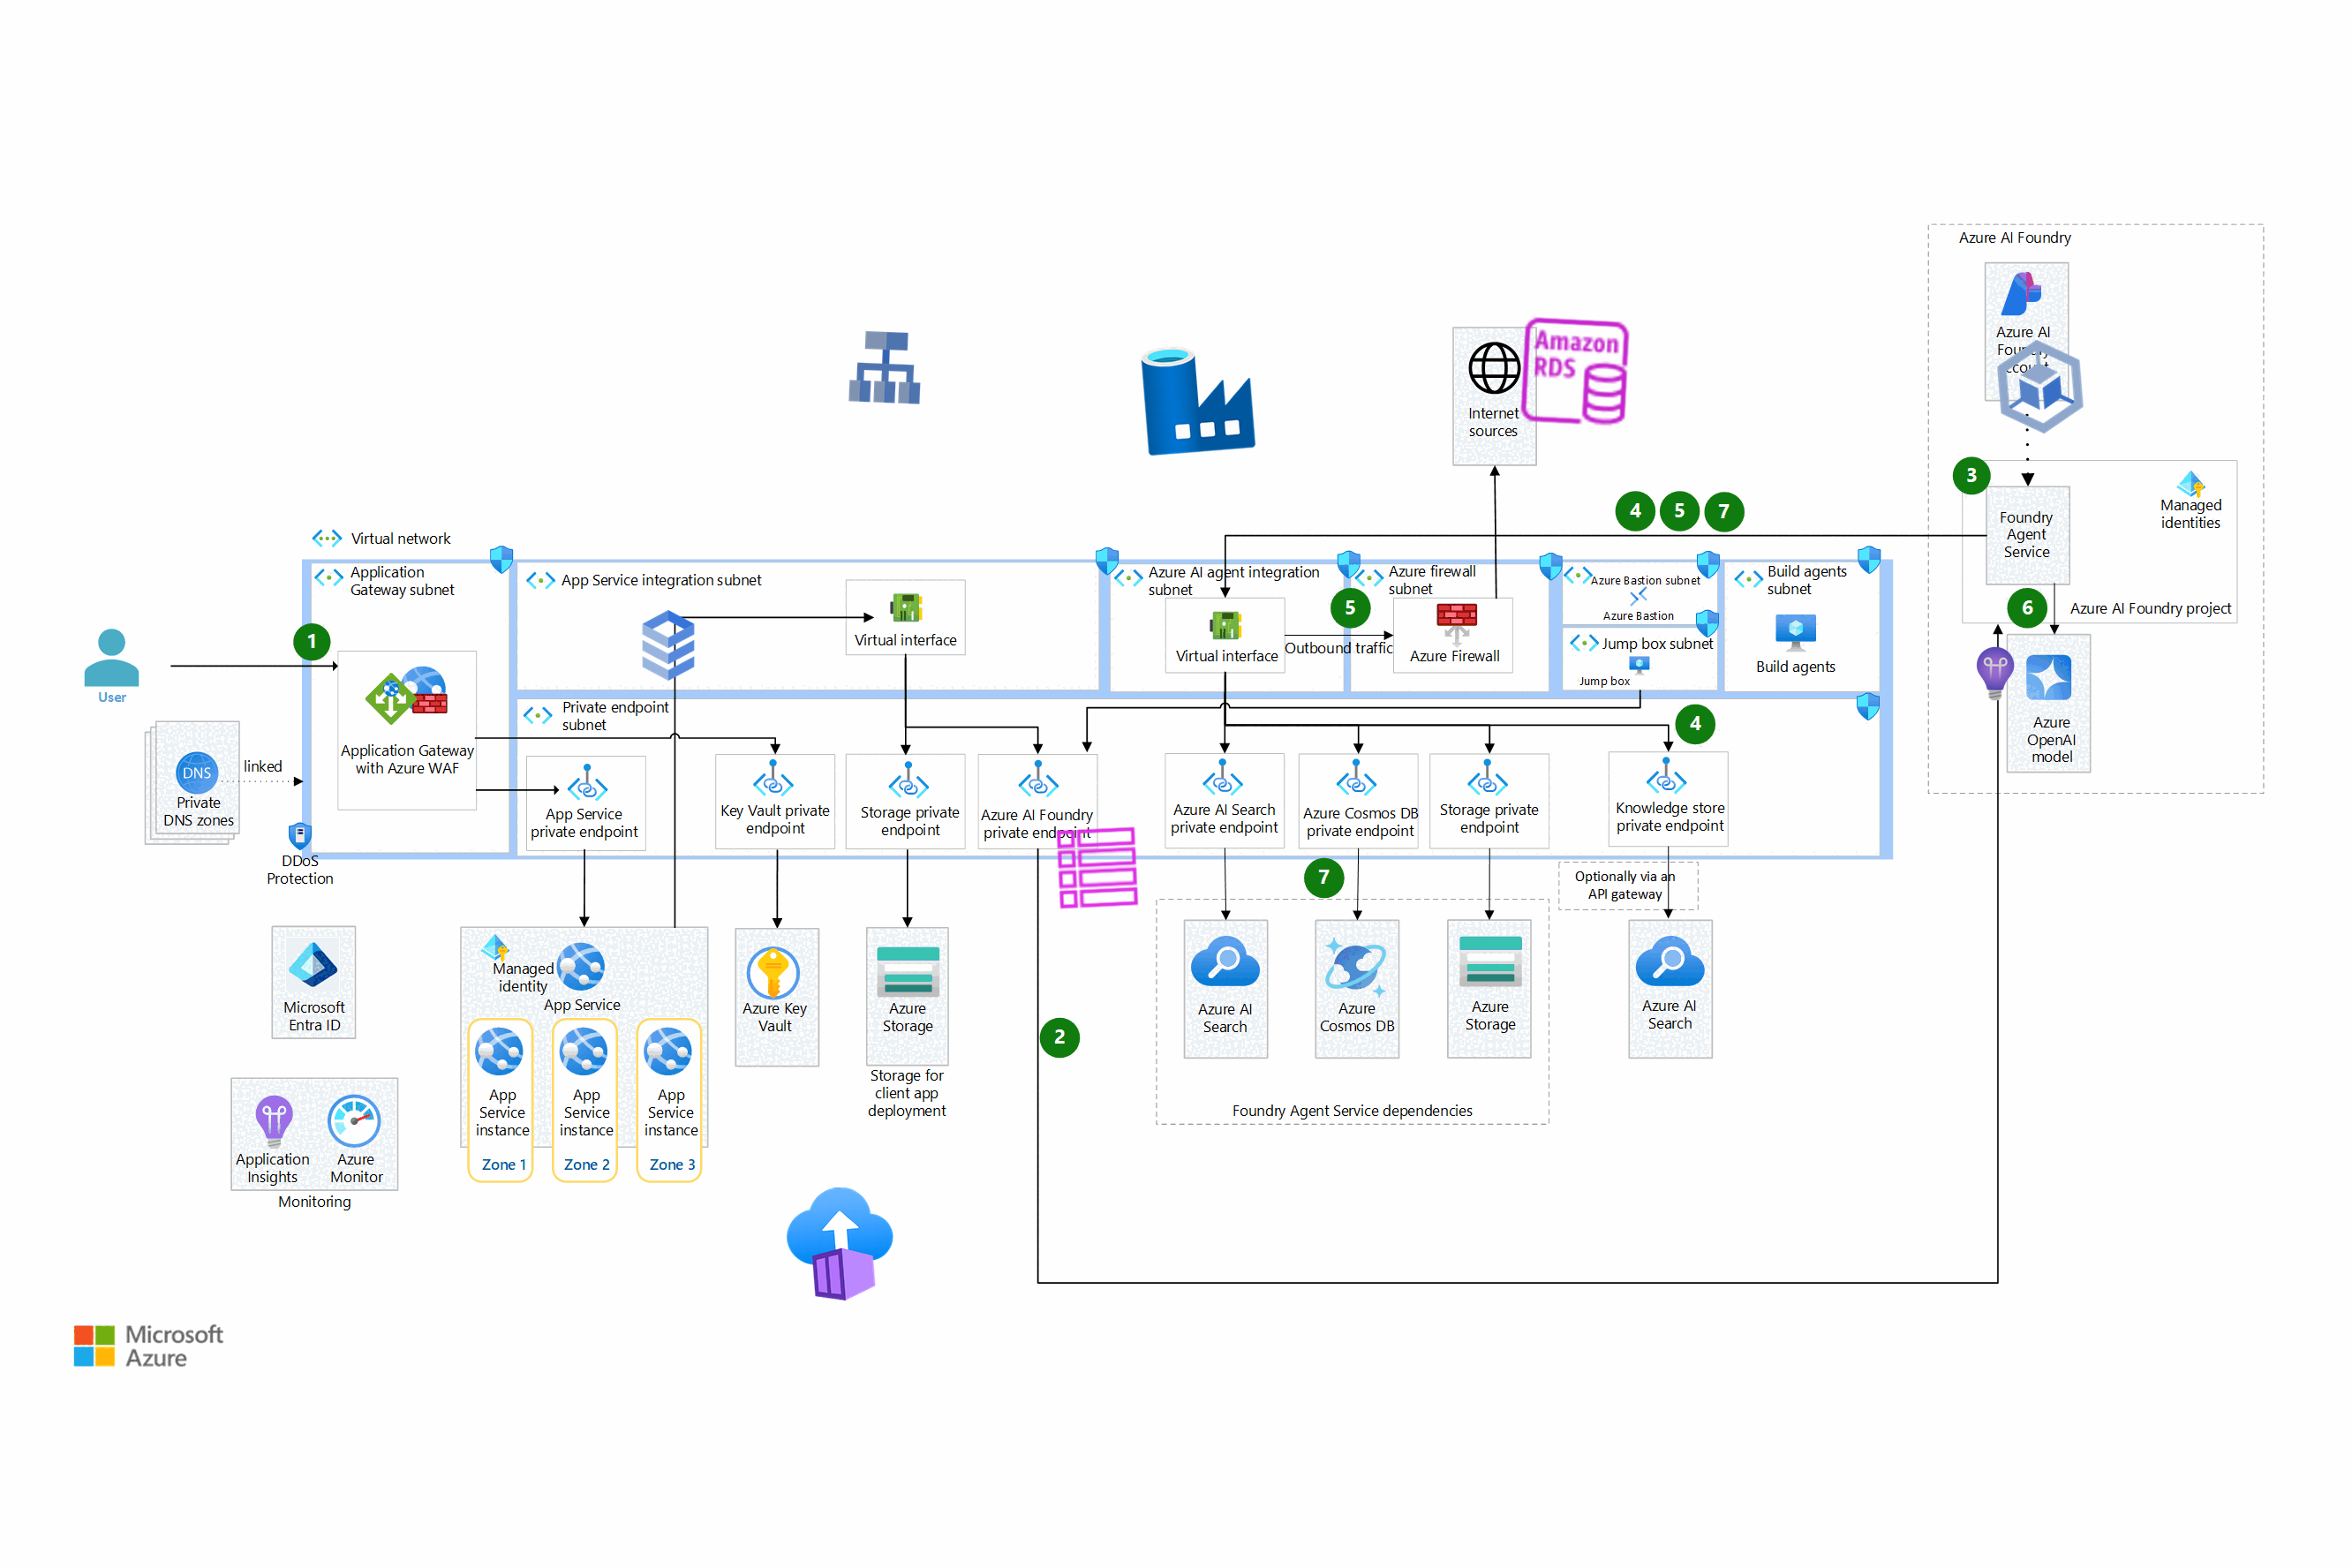 Azure AI Foundry
Azure AI
Foundry
Amazon
RDS
Internet
sources
3
Managed
identities
Foundry
Agent
Service
4 5 7
Virtual network
Application
Gateway subnet
App Service integration subnet
Azure AI agent integration
subnet
Azure firewall
subnet
Azure Bastion subnet
Azure Bastion
Build agents
subnet
1
5
6
Azure AI Foundry project
Virtual interface
Virtual interface
Outbound traffic
Azure Firewall
Jump box subnet
Jump box
Build agents
User
Private endpoint
subnet
4
Azure
OpenAI
model
Application Gateway
with Azure WAF
linked
DNS
Private
DNS zones
App Service
private endpoint
Key Vault private
endpoint
Storage private
endpoint
Azure AI Foundry
private endpoint
Azure AI Search
private endpoint
Azure Cosmos DB
private endpoint
Storage private
endpoint
Knowledge store
private endpoint
DDoS
Protection
7
Optionally via an
API gateway
Microsoft
Entra ID
Managed
identity
App Service
Azure Key
Vault
Azure
Storage
Storage for
client app
deployment
2
Azure AI
Search
Azure
Cosmos DB
Azure
Storage
Azure AI
Search
Foundry Agent Service dependencies
App
Service
instance
Zone 1
App
Service
instance
Zone 2
App
Service
instance
Zone 3
Application
Insights
Azure
Monitor
Monitoring
Microsoft
Azure